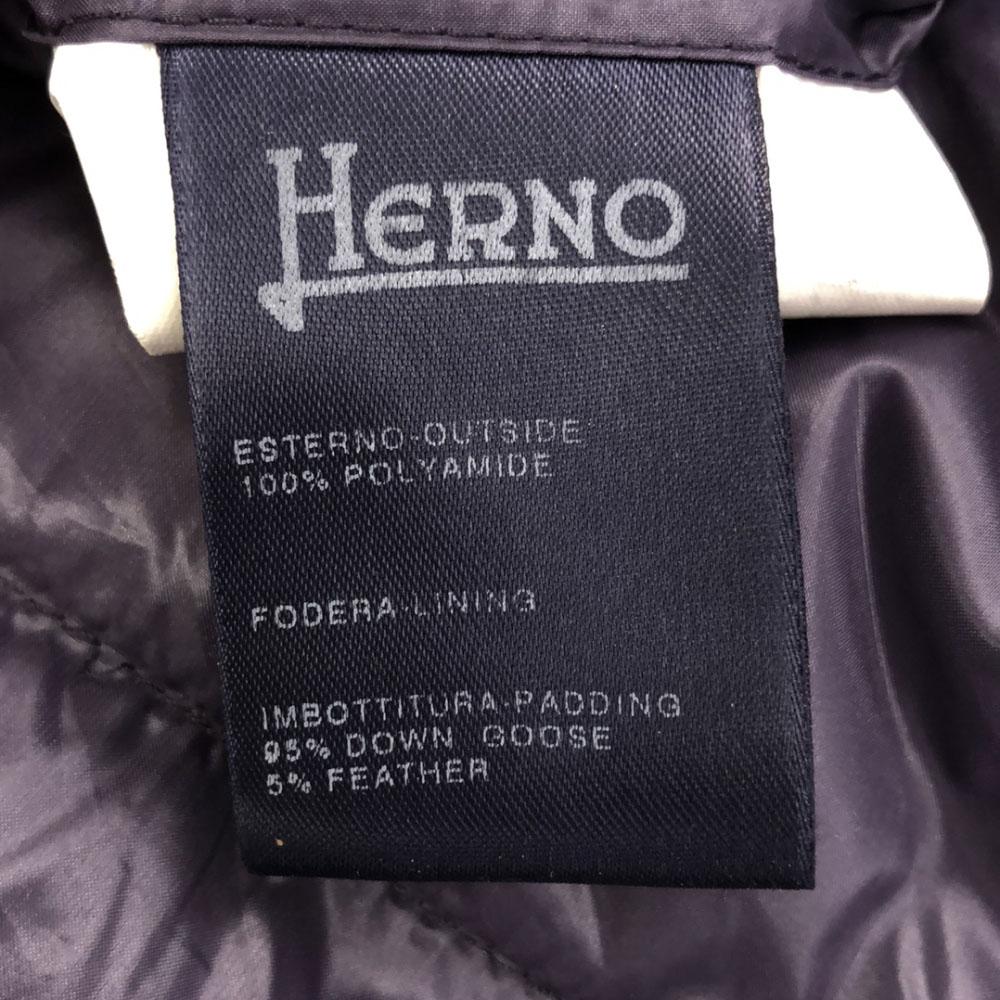 HERNO
ESTERNO-OUTSIDE
100% POLYAMIDE
FODERA-LINING
IMBOTTITURA-PADDING
95% DOWN GOOSE
5% FEATHER